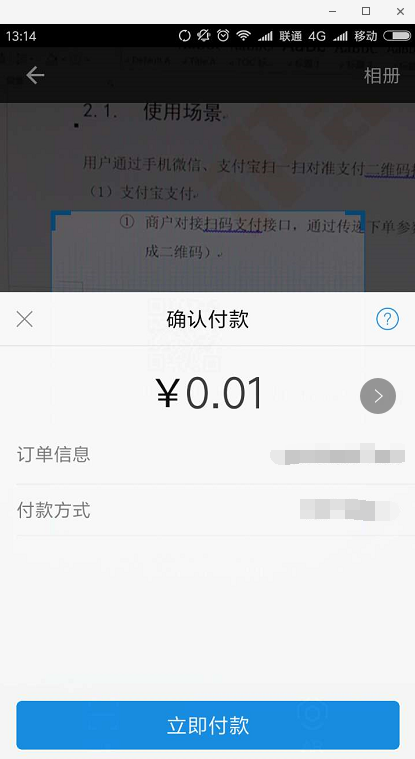 13:14 联通 4G 移动
相册
2.1. 使用场景
用户通过手机微信、支付宝扫一扫对准支付二维码
（1）支付宝支付
① 商户对接扫码支付接口，通过传递下单参
成二维码）。
确认付款
?
¥0.01
订单信息
付款方式
立即付款